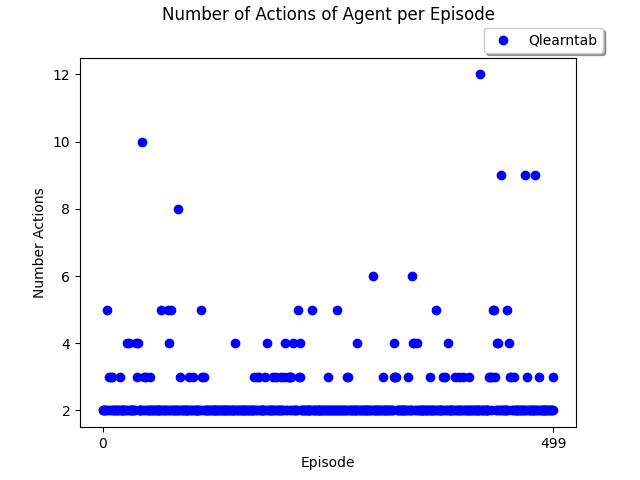 Number of Actions of Agent per Episode
Qlearntab
12
10
8
6
4
2
Number Actions
0
499
Episode